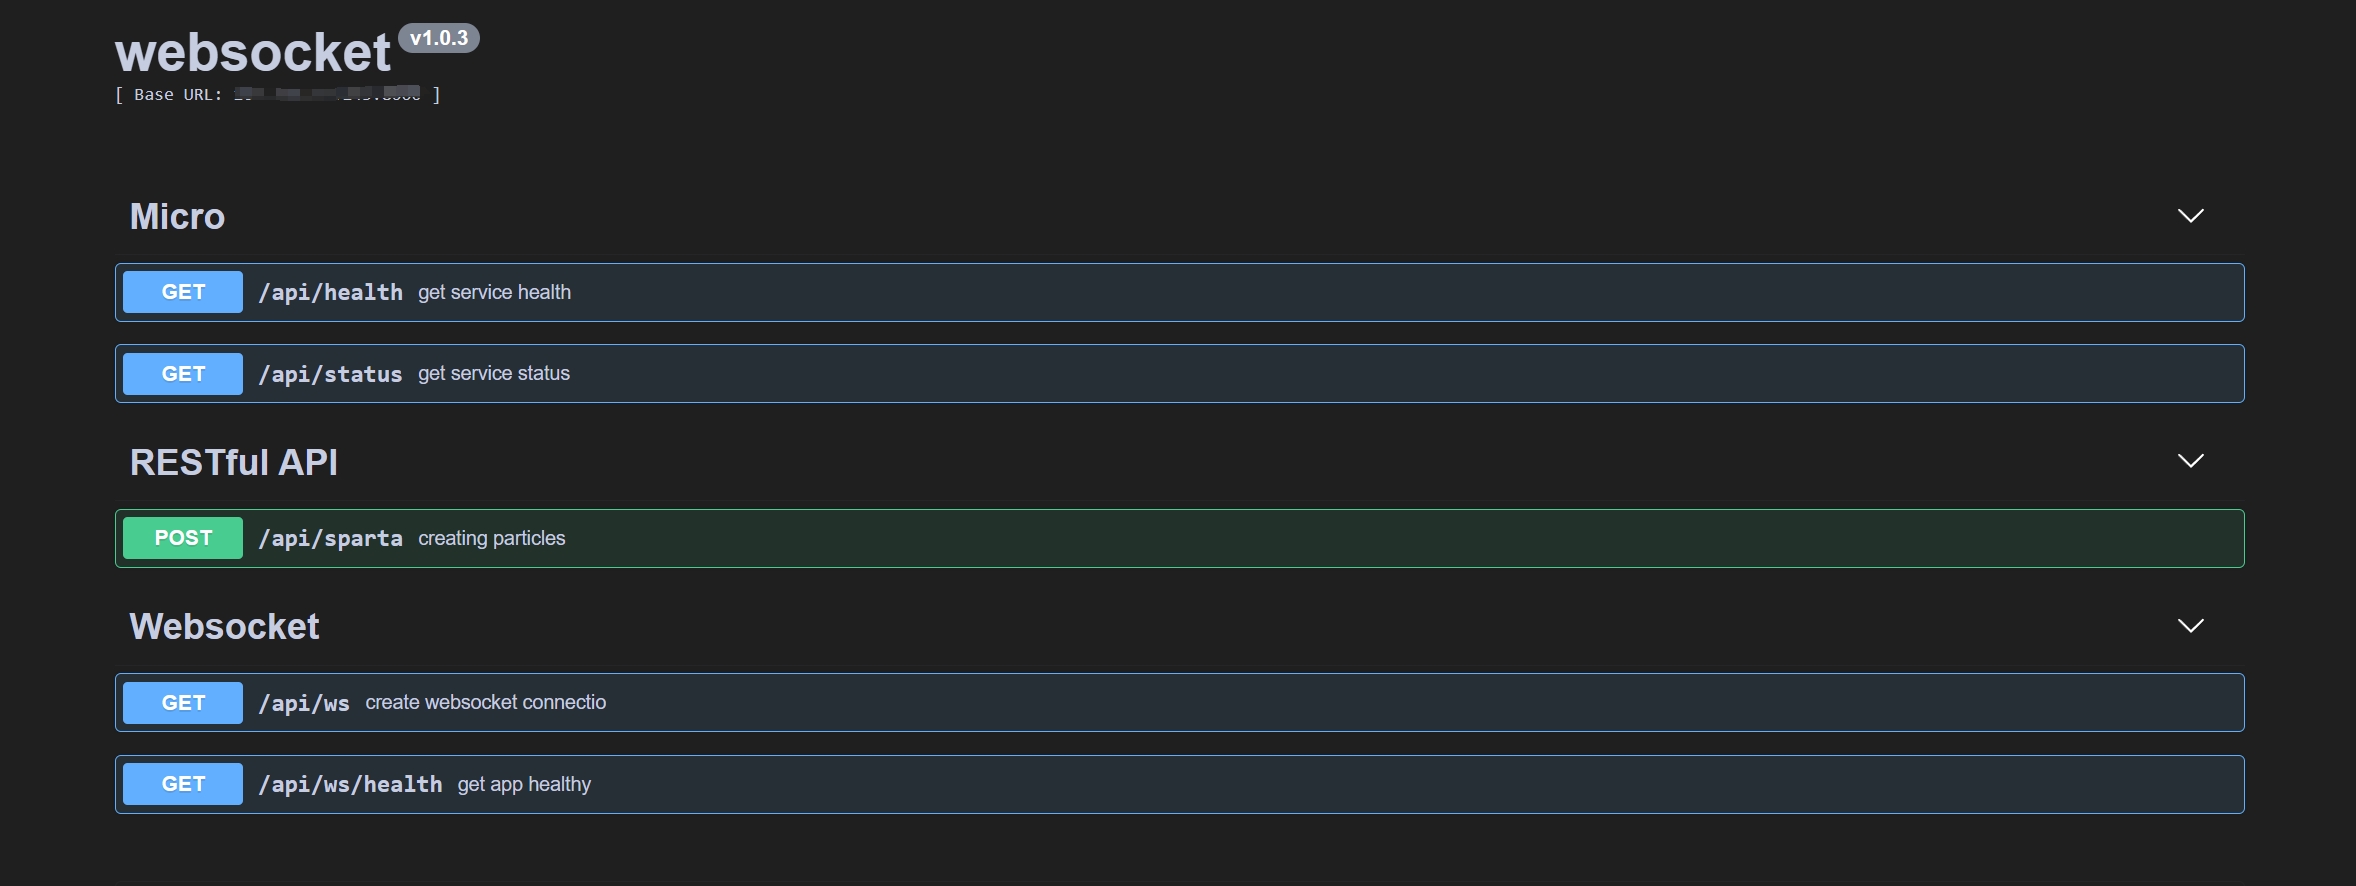 websocket v1.0.3
[ Base URL: ]
Micro
GET /api/health get service health
GET /api/status get service status
RESTful API
POST /api/sparta creating particles
Websocket
GET /api/ws create websocket connectio
GET /api/ws/health get app healthy